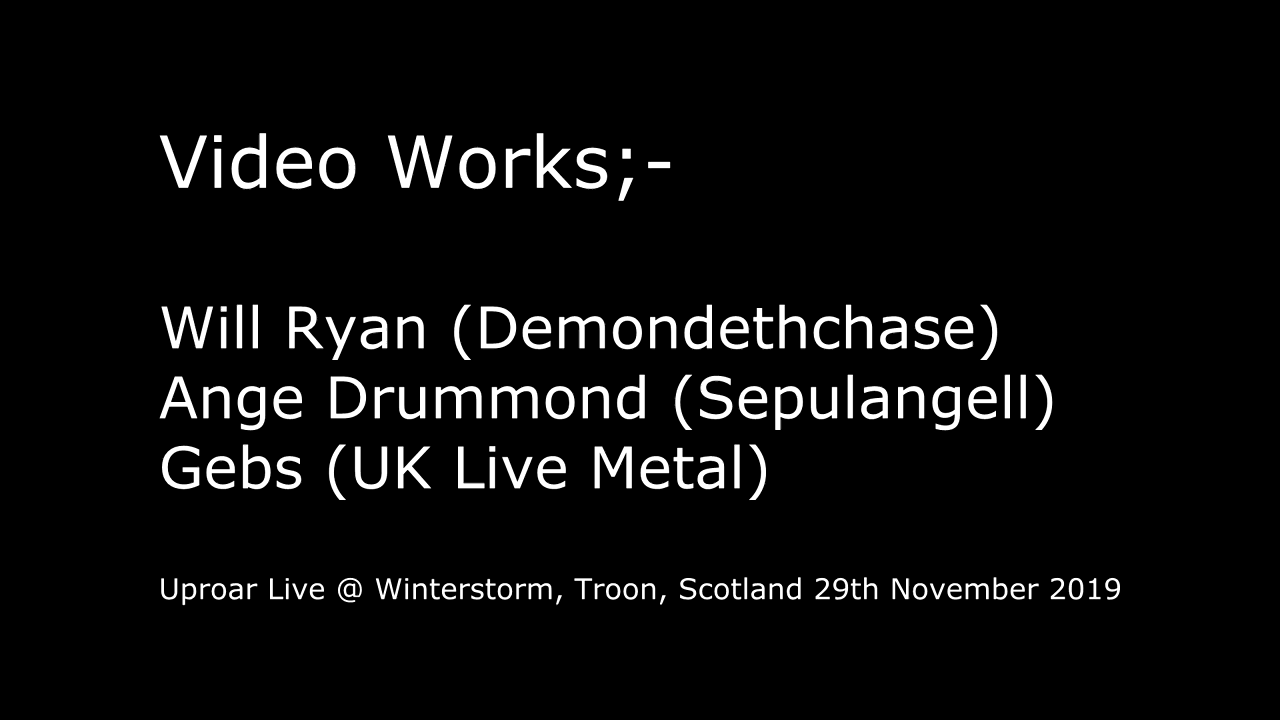 Video Works;-
Will Ryan (Demondethchase)
Ange Drummond (Sepulangell)
Gebs (UK Live Metal)
Uproar Live @ Winterstorm, Troon, Scotland 29th November 2019